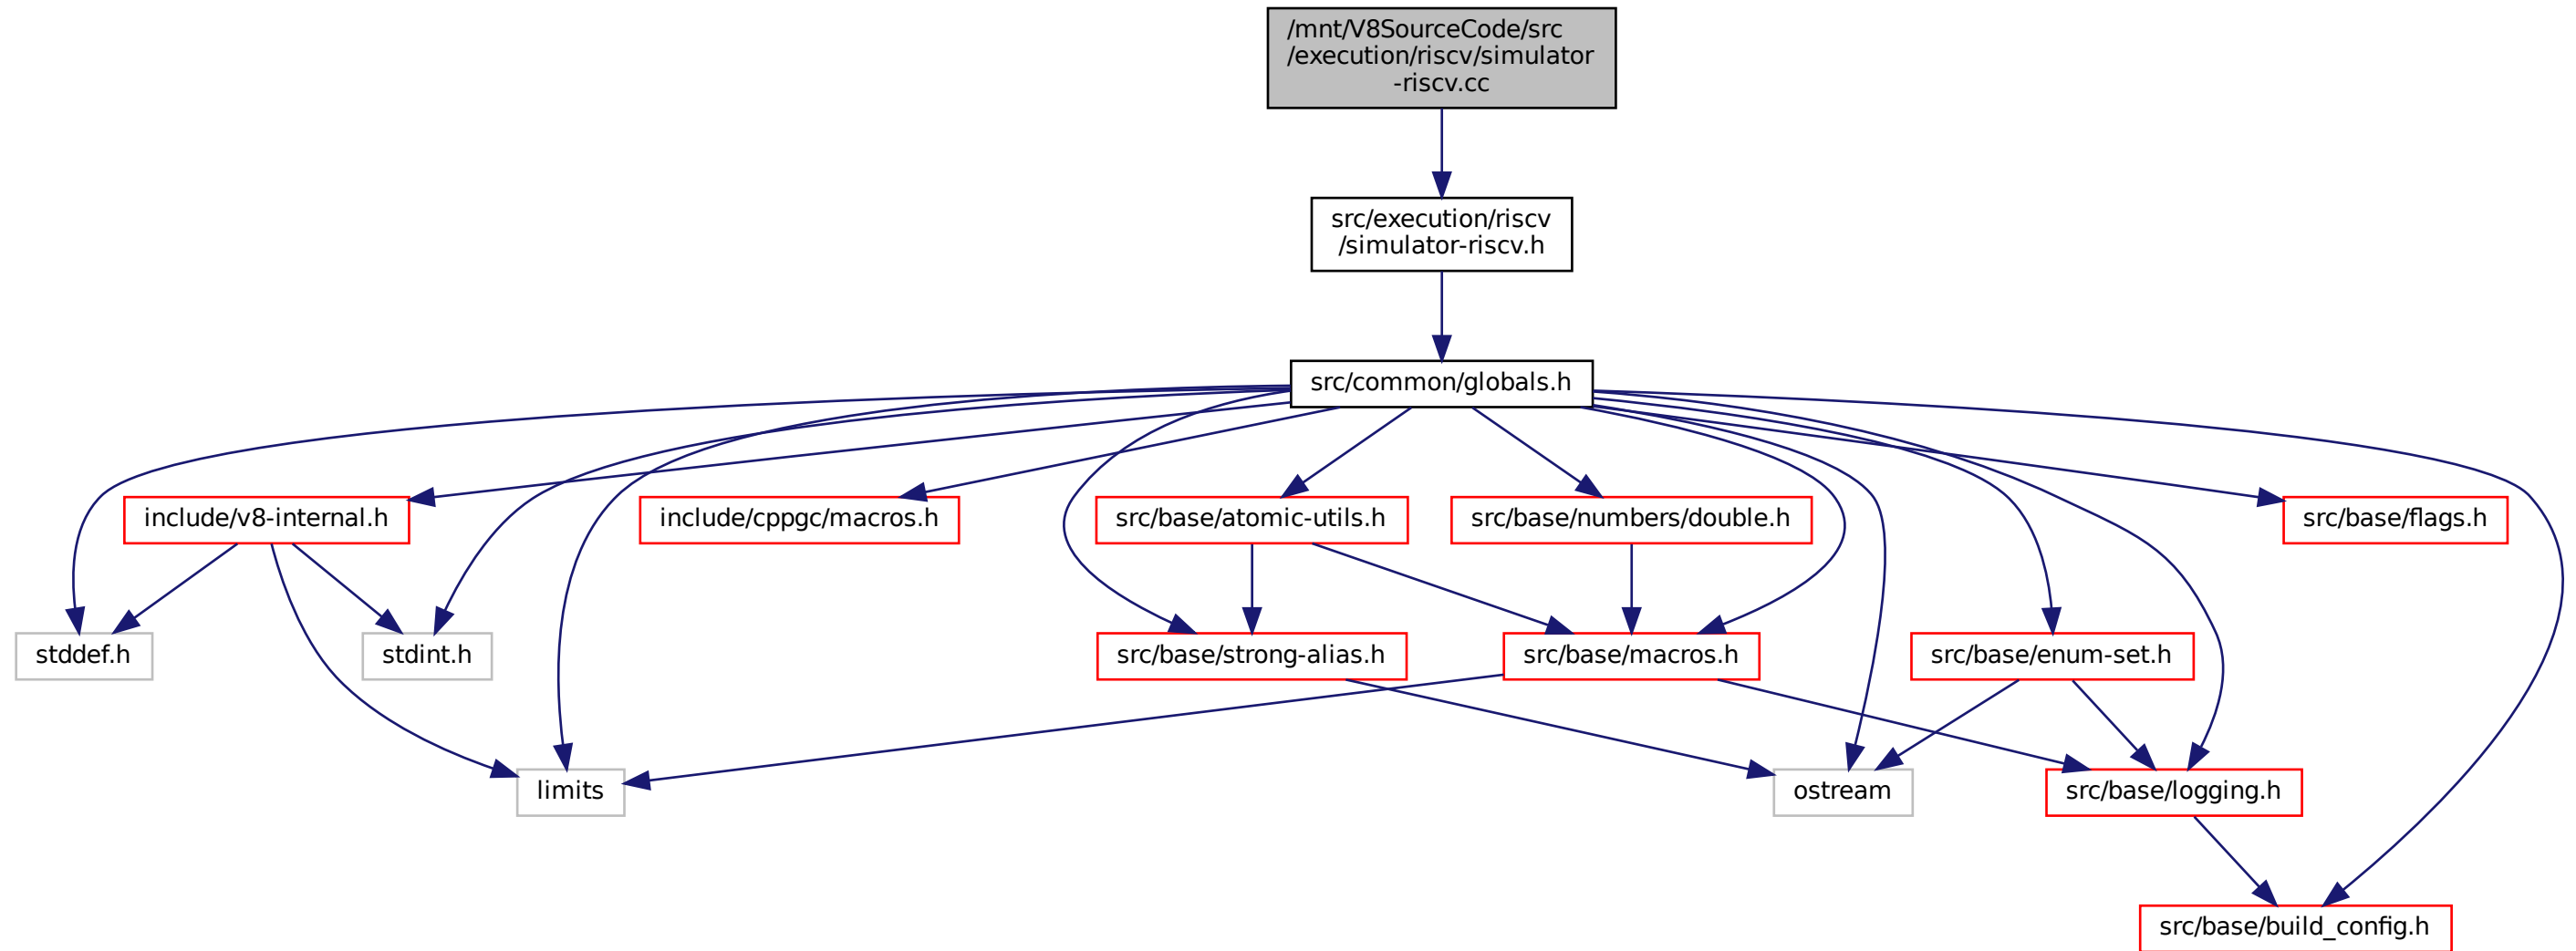 /mnt/V8SourceCode/src
/execution/riscv/simulator
-riscv.cc
src/execution/riscv
/simulator-riscv.h
src/common/globals.h
include/v8-internal.h
include/cppgc/macros.h
src/base/atomic-utils.h
src/base/numbers/double.h
src/base/flags.h
stddef.h
stdint.h
src/base/strong-alias.h
src/base/macros.h
src/base/enum-set.h
limits
ostream
src/base/logging.h
src/base/build_config.h